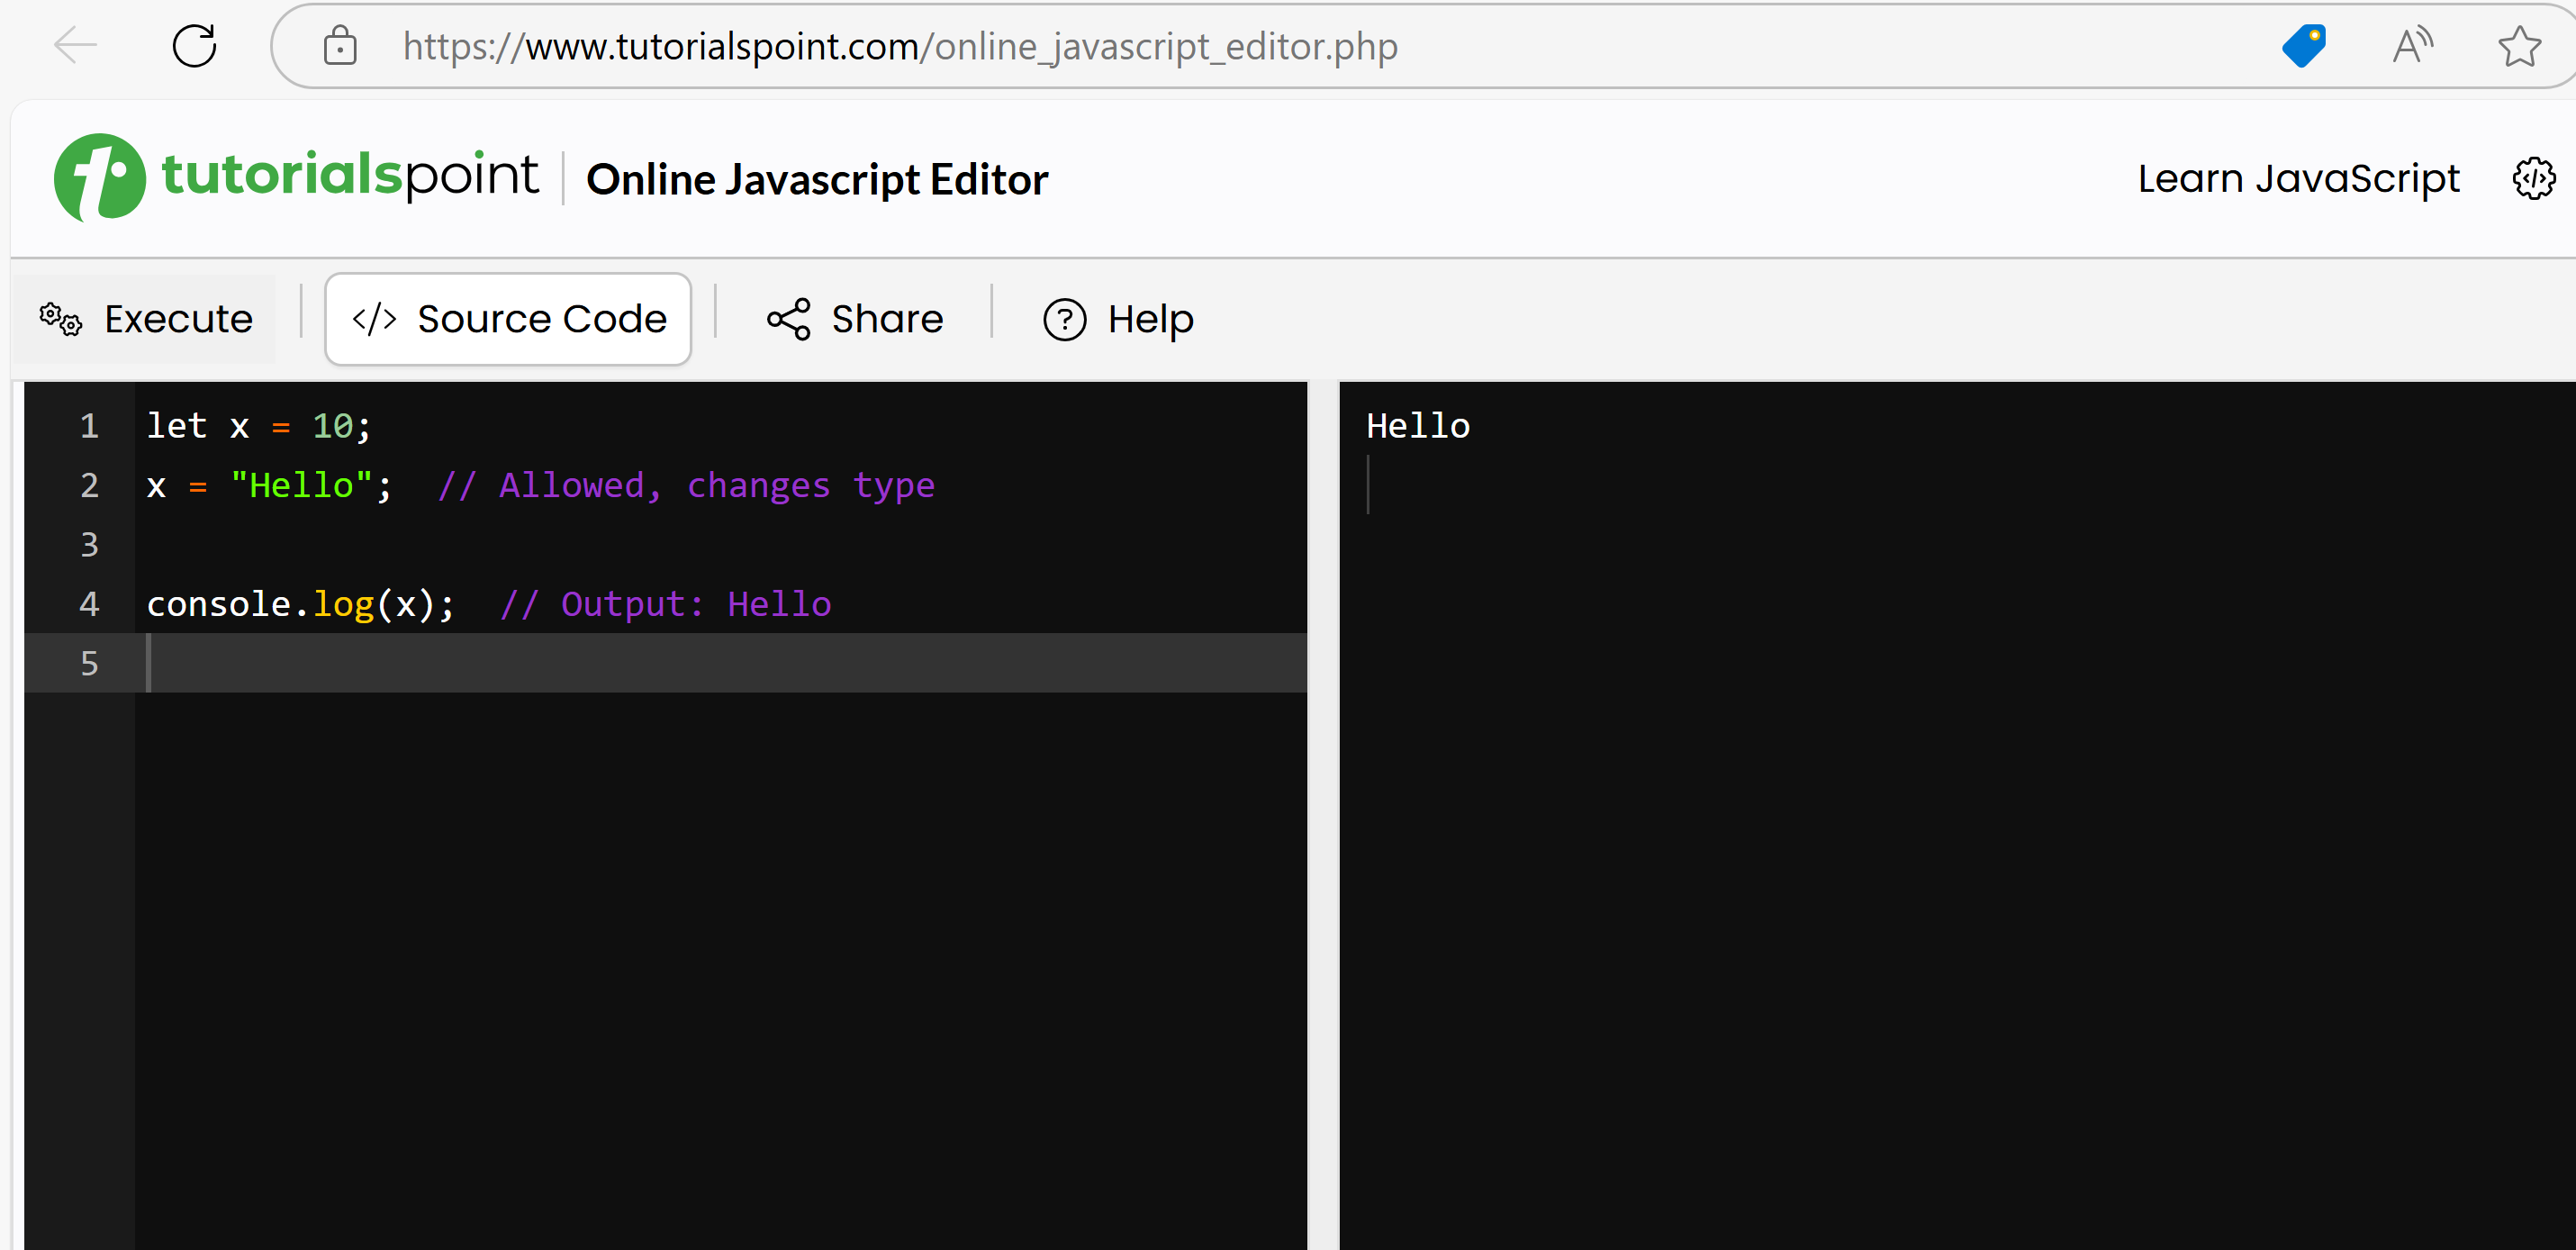 https://www.tutorialspoint.com/online_javascript_editor.php
tutorialspoint Online Javascript Editor Learn JavaScript
Execute </> Source Code Share ? Help
1 let x = 10;
2 x = "Hello";  // Allowed, changes type
3
4 console.log(x);  // Output: Hello
5
Hello